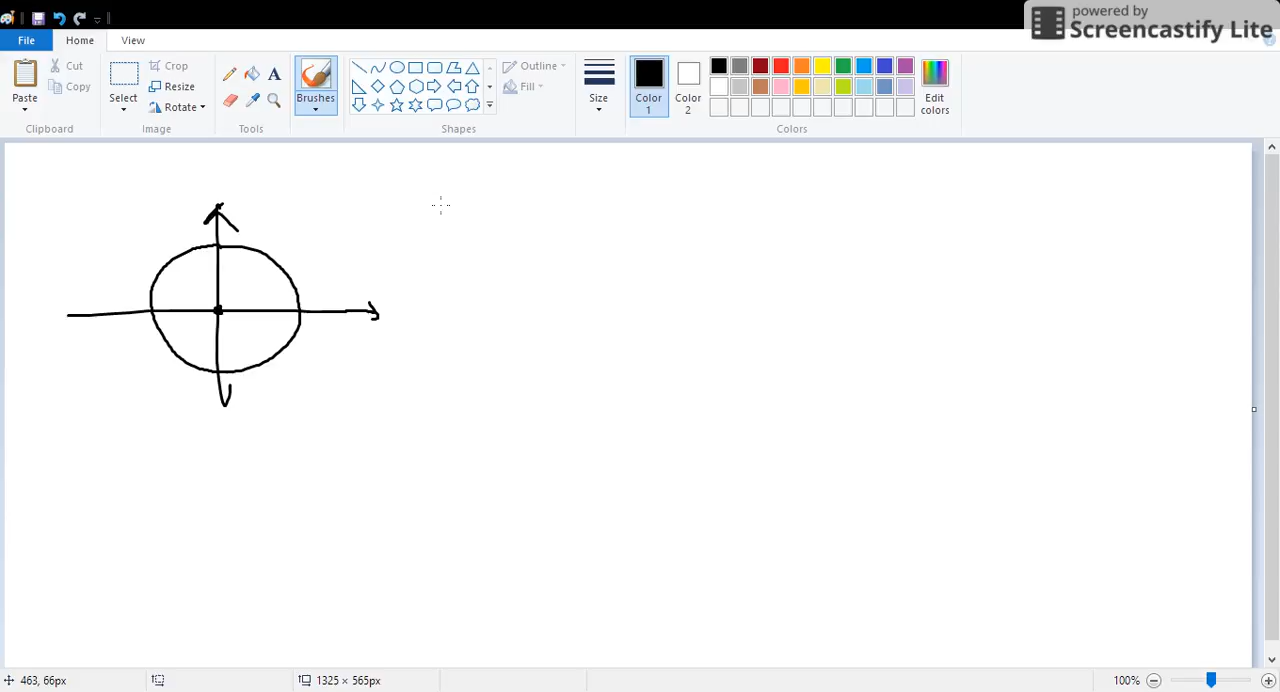 powered by
Screencastify Lite
File Home View
Paste
Cut
Copy
Clipboard
Select
Crop
Resize
Rotate
Image
A
Tools
Brushes
Outline
Fill
Shapes
Size
Color 1
Color 2
Edit colors
Colors
463, 66px
1325 × 565px
100%